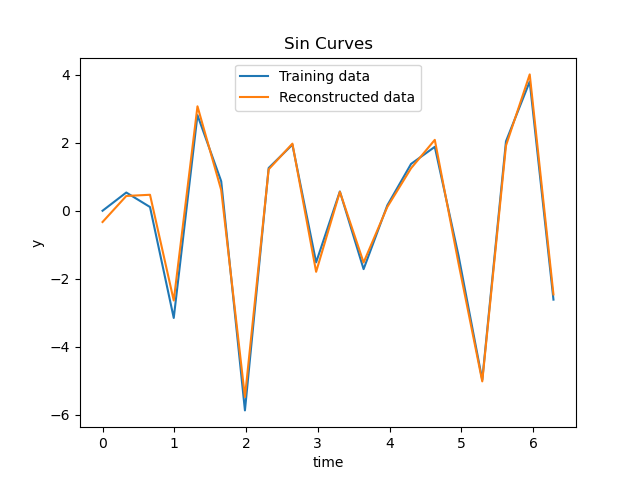 Sin Curves
Training data
Reconstructed data
4
2
0
−2
−4
−6
y
0 1 2 3 4 5 6
time